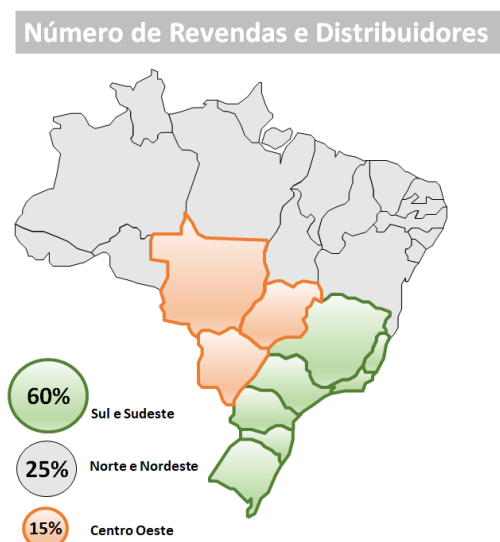 Número de Revendas e Distribuidores
60%
Sul e Sudeste
25%
Norte e Nordeste
15%
Centro Oeste